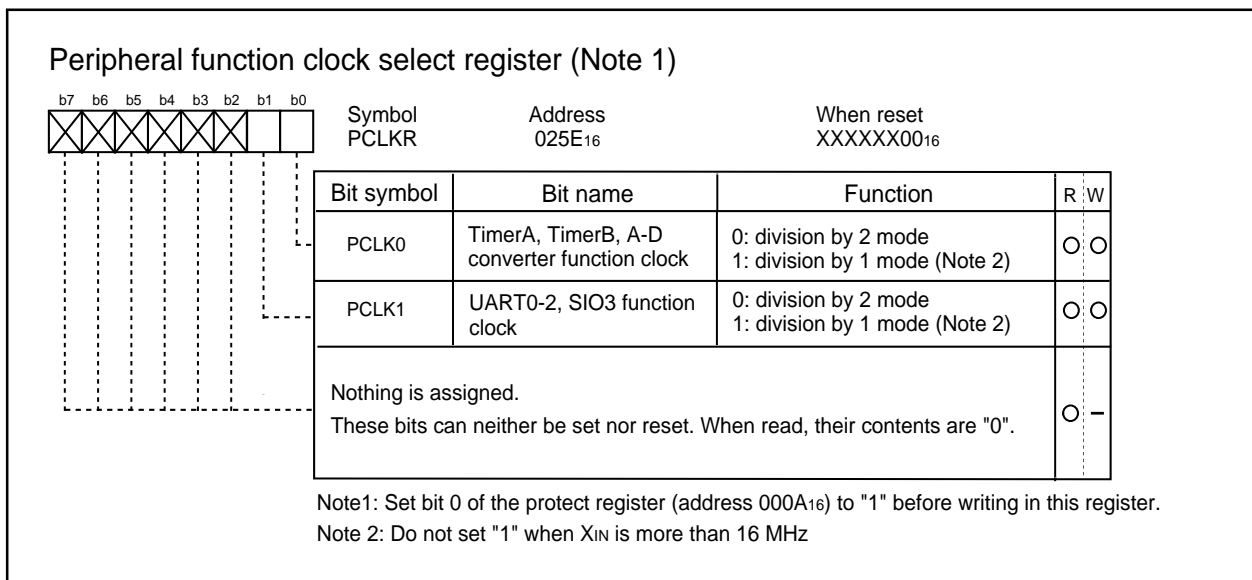 Peripheral function clock select register (Note 1)
b7 b6 b5 b4 b3 b2 b1 b0
Symbol Address When reset
PCLKR 025E16 XXXXXX0016
Bit symbol Bit name Function R W
PCLK0 TimerA, TimerB, A-D converter function clock 0: division by 2 mode
1: division by 1 mode (Note 2)
PCLK1 UART0-2, SIO3 function clock 0: division by 2 mode
1: division by 1 mode (Note 2)
Nothing is assigned.
These bits can neither be set nor reset. When read, their contents are "0".
Note1: Set bit 0 of the protect register (address 000A16) to "1" before writing in this register.
Note 2: Do not set "1" when XIN is more than 16 MHz